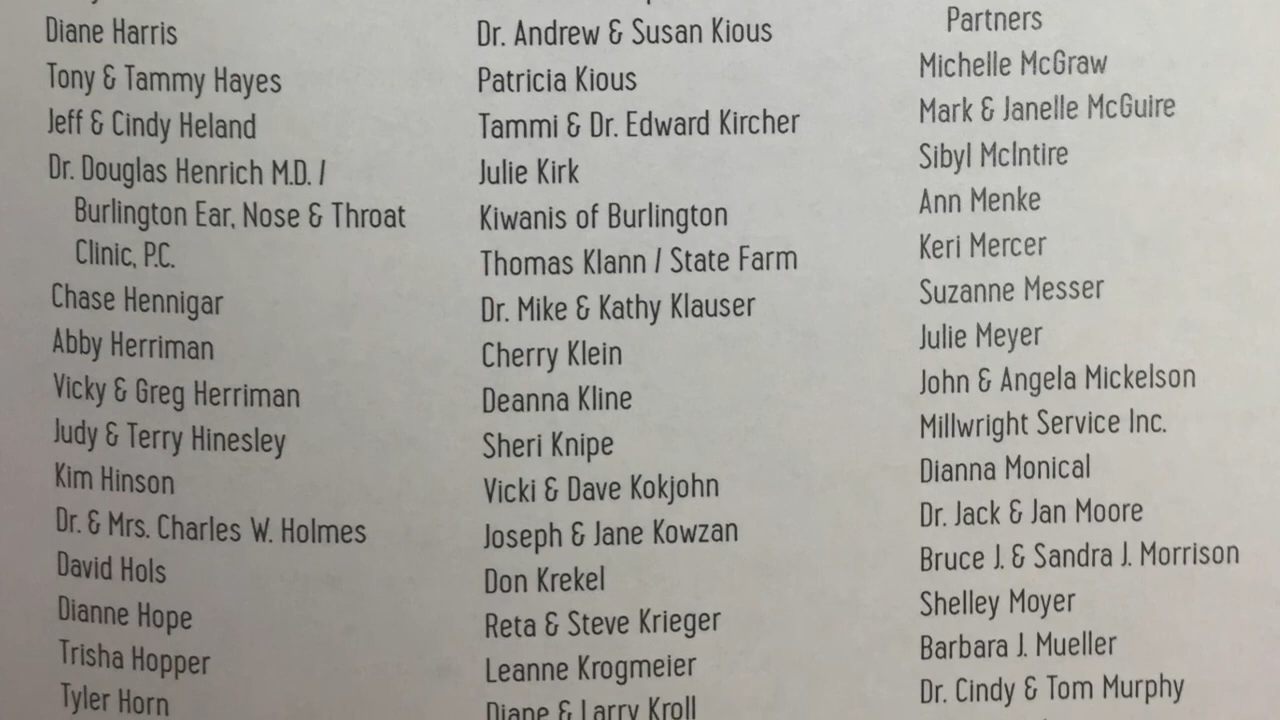 Diane Harris
Tony & Tammy Hayes
Jeff & Cindy Heland
Dr. Douglas Henrich M.D. /
Burlington Ear, Nose & Throat
Clinic, P.C.
Chase Hennigar
Abby Herriman
Vicky & Greg Herriman
Judy & Terry Hinesley
Kim Hinson
Dr. & Mrs. Charles W. Holmes
David Hols
Dianne Hope
Trisha Hopper
Tyler Horn
Dr. Andrew & Susan Kious
Patricia Kious
Tammi & Dr. Edward Kircher
Julie Kirk
Kiwanis of Burlington
Thomas Klann / State Farm
Dr. Mike & Kathy Klauser
Cherry Klein
Deanna Kline
Sheri Knipe
Vicki & Dave Kokjohn
Joseph & Jane Kowzan
Don Krekel
Reta & Steve Krieger
Leanne Krogmeier
Diane & Larry Kroll
Partners
Michelle McGraw
Mark & Janelle McGuire
Sibyl McIntire
Ann Menke
Keri Mercer
Suzanne Messer
Julie Meyer
John & Angela Mickelson
Millwright Service Inc.
Dianna Monical
Dr. Jack & Jan Moore
Bruce J. & Sandra J. Morrison
Shelley Moyer
Barbara J. Mueller
Dr. Cindy & Tom Murphy